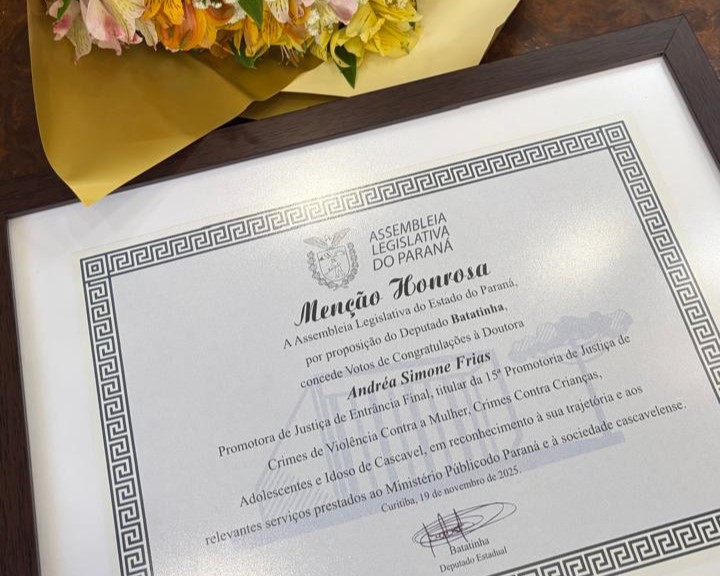 ASSEMBLEIA
LEGISLATIVA
DO PARANÁ
Menção Honrosa
A Assembleia Legislativa do Estado do Paraná,
por proposição do Deputado Batatinha,
concede Votos de Congratulações à Doutora
Andréa Simone Frias
Promotora de Justiça de Entrância Final, titular da 15ª Promotoria de Justiça de
Crimes de Violência Contra a Mulher, Crimes Contra Crianças,
Adolescentes e Idoso de Cascavel, em reconhecimento à sua trajetória e aos
relevantes serviços prestados ao Ministério Públicodo Paraná e à sociedade cascavelense.
Curitiba, 19 de novembro de 2025.
Batatinha
Deputado Estadual